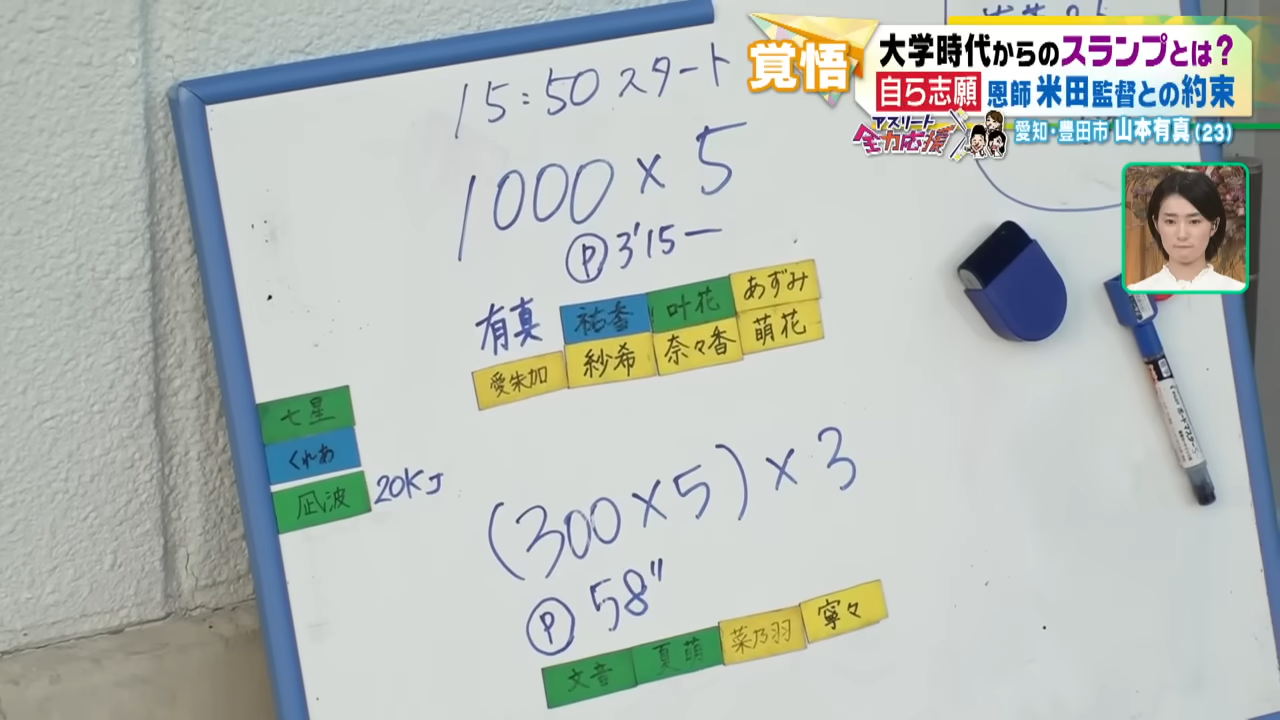 覚悟
大学時代からのスランプとは?
自ら志願 恩師 米田監督との約束
アスリート
全力応援
愛知・豊田市 山本有真(23)
15:50 スタート
1000 × 5
Ⓟ 3'15ー
有真 祐香 叶花 あずみ
愛朱加 紗希 奈々香 萌花
七星
くれあ
凪波 20KJ
(300×5)×3
Ⓟ 58"
文音 夏萌 菜乃羽 寧々